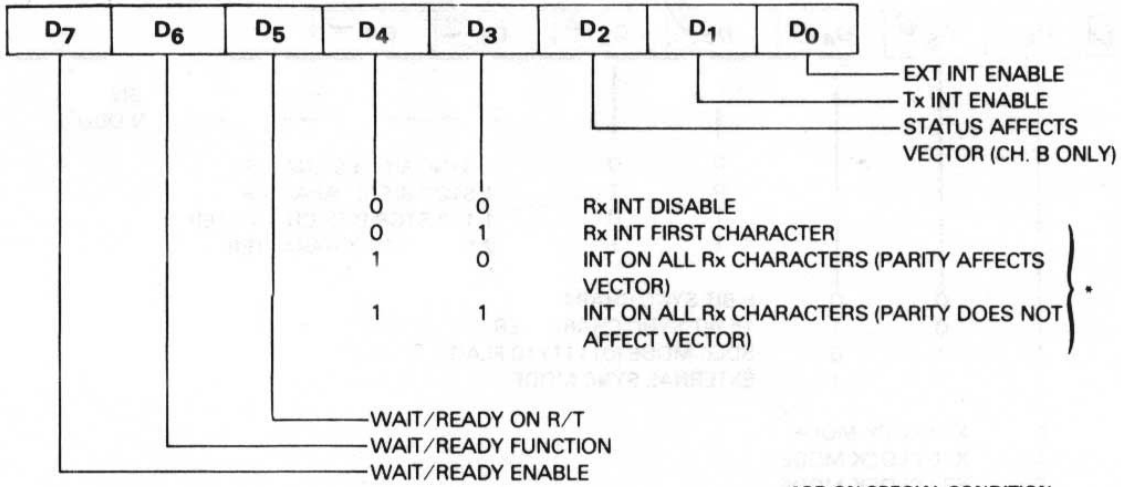 D7 D6 D5 D4 D3 D2 D1 D0
EXT INT ENABLE
Tx INT ENABLE
STATUS AFFECTS
VECTOR (CH. B ONLY)
0 0 Rx INT DISABLE
0 1 Rx INT FIRST CHARACTER
1 0 INT ON ALL Rx CHARACTERS (PARITY AFFECTS
VECTOR)
*
1 1 INT ON ALL Rx CHARACTERS (PARITY DOES NOT
AFFECT VECTOR)
WAIT/READY ON R/T
WAIT/READY FUNCTION
WAIT/READY ENABLE
ON SPECIAL CONDITION